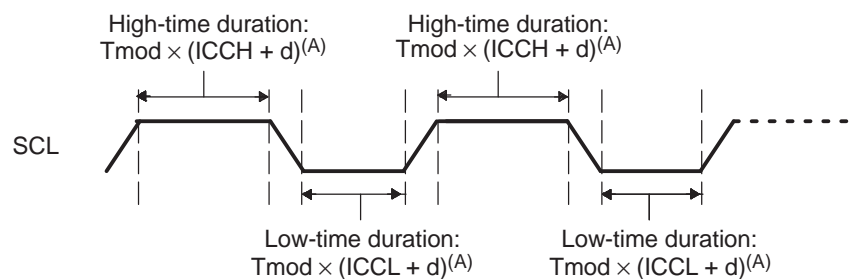 High-time duration:
Tmod × (ICCH + d)(A)
High-time duration:
Tmod × (ICCH + d)(A)
SCL
Low-time duration:
Tmod × (ICCL + d)(A)
Low-time duration:
Tmod × (ICCL + d)(A)